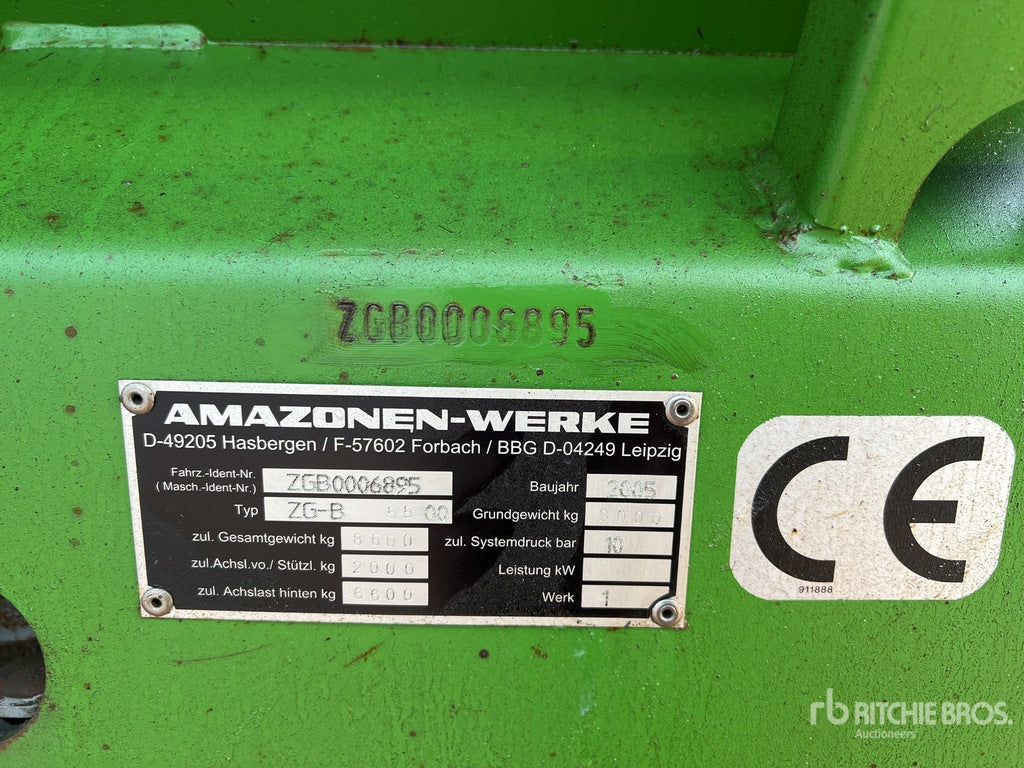 ZGB0006895
AMAZONEN-WERKE
D-49205 Hasbergen / F-57602 Forbach / BBG D-04249 Leipzig
Fahrz.-Ident-Nr.
(Masch.-Ident-Nr.) ZGB0006895
Baujahr 2005
Typ ZG-B 5500
Grundgewicht kg
zul. Gesamtgewicht kg 8600
zul. Systemdruck bar 10
zul.Achsl.vo./ Stützl. kg 2000
Leistung kW
zul. Achslast hinten kg 6600
Werk 1
CE
911888
rb RITCHIE BROS.
Auctioneers